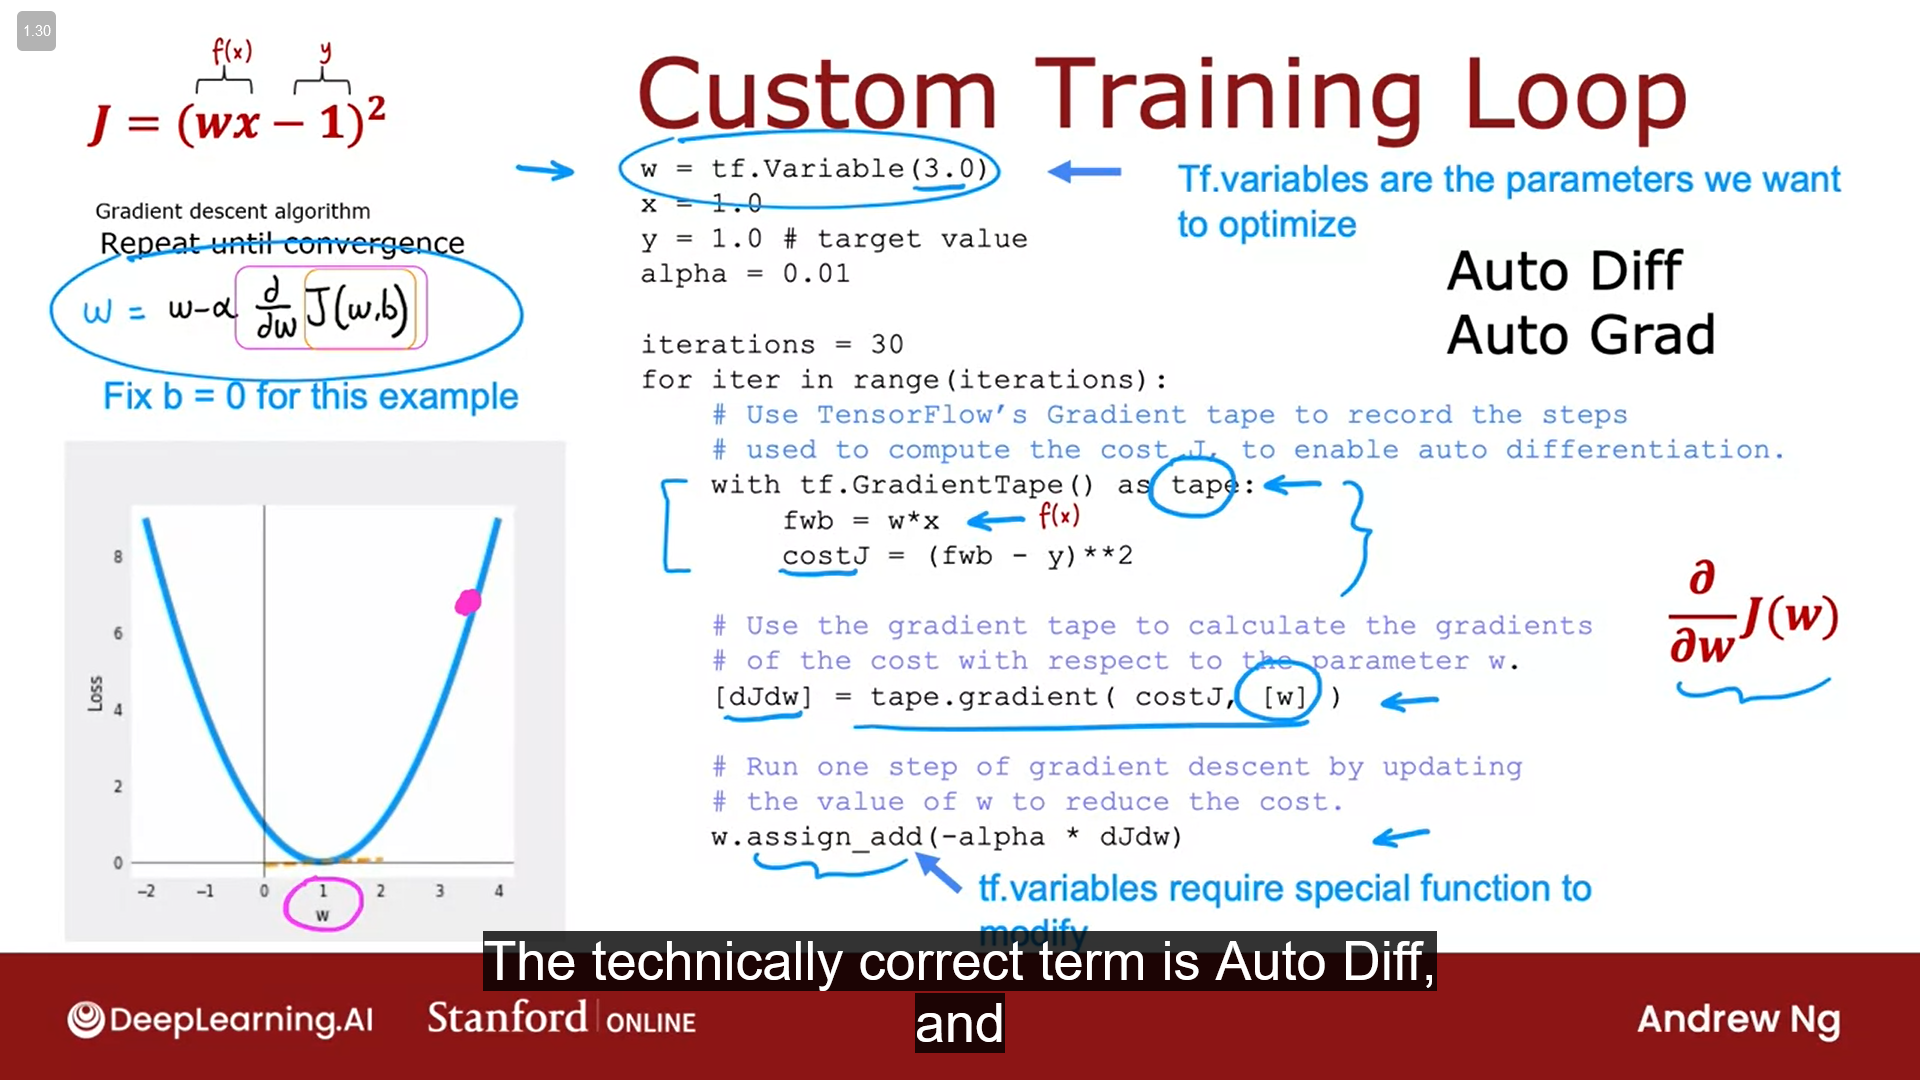 1.30
f(x) y
J = (wx − 1)²
Custom Training Loop
w = tf.Variable(3.0)
x = 1.0
y = 1.0 # target value
alpha = 0.01
Tf.variables are the parameters we want
to optimize
Auto Diff
Auto Grad
Gradient descent algorithm
Repeat until convergence
w = w-α ∂/∂w J(w,b)
Fix b = 0 for this example
iterations = 30
for iter in range(iterations):
# Use TensorFlow’s Gradient tape to record the steps
# used to compute the cost J, to enable auto differentiation.
with tf.GradientTape() as tape:
fwb = w*x f(x)
costJ = (fwb - y)**2
# Use the gradient tape to calculate the gradients
# of the cost with respect to the parameter w.
[dJdw] = tape.gradient( costJ, [w] )
∂/∂w J(w)
# Run one step of gradient descent by updating
# the value of w to reduce the cost.
w.assign_add(-alpha * dJdw)
tf.variables require special function to
modify
8
6
4
2
0
Loss
-2 -1 0 1 2 3 4
w
The technically correct term is Auto Diff,
and
DeepLearning.AI Stanford ONLINE Andrew Ng